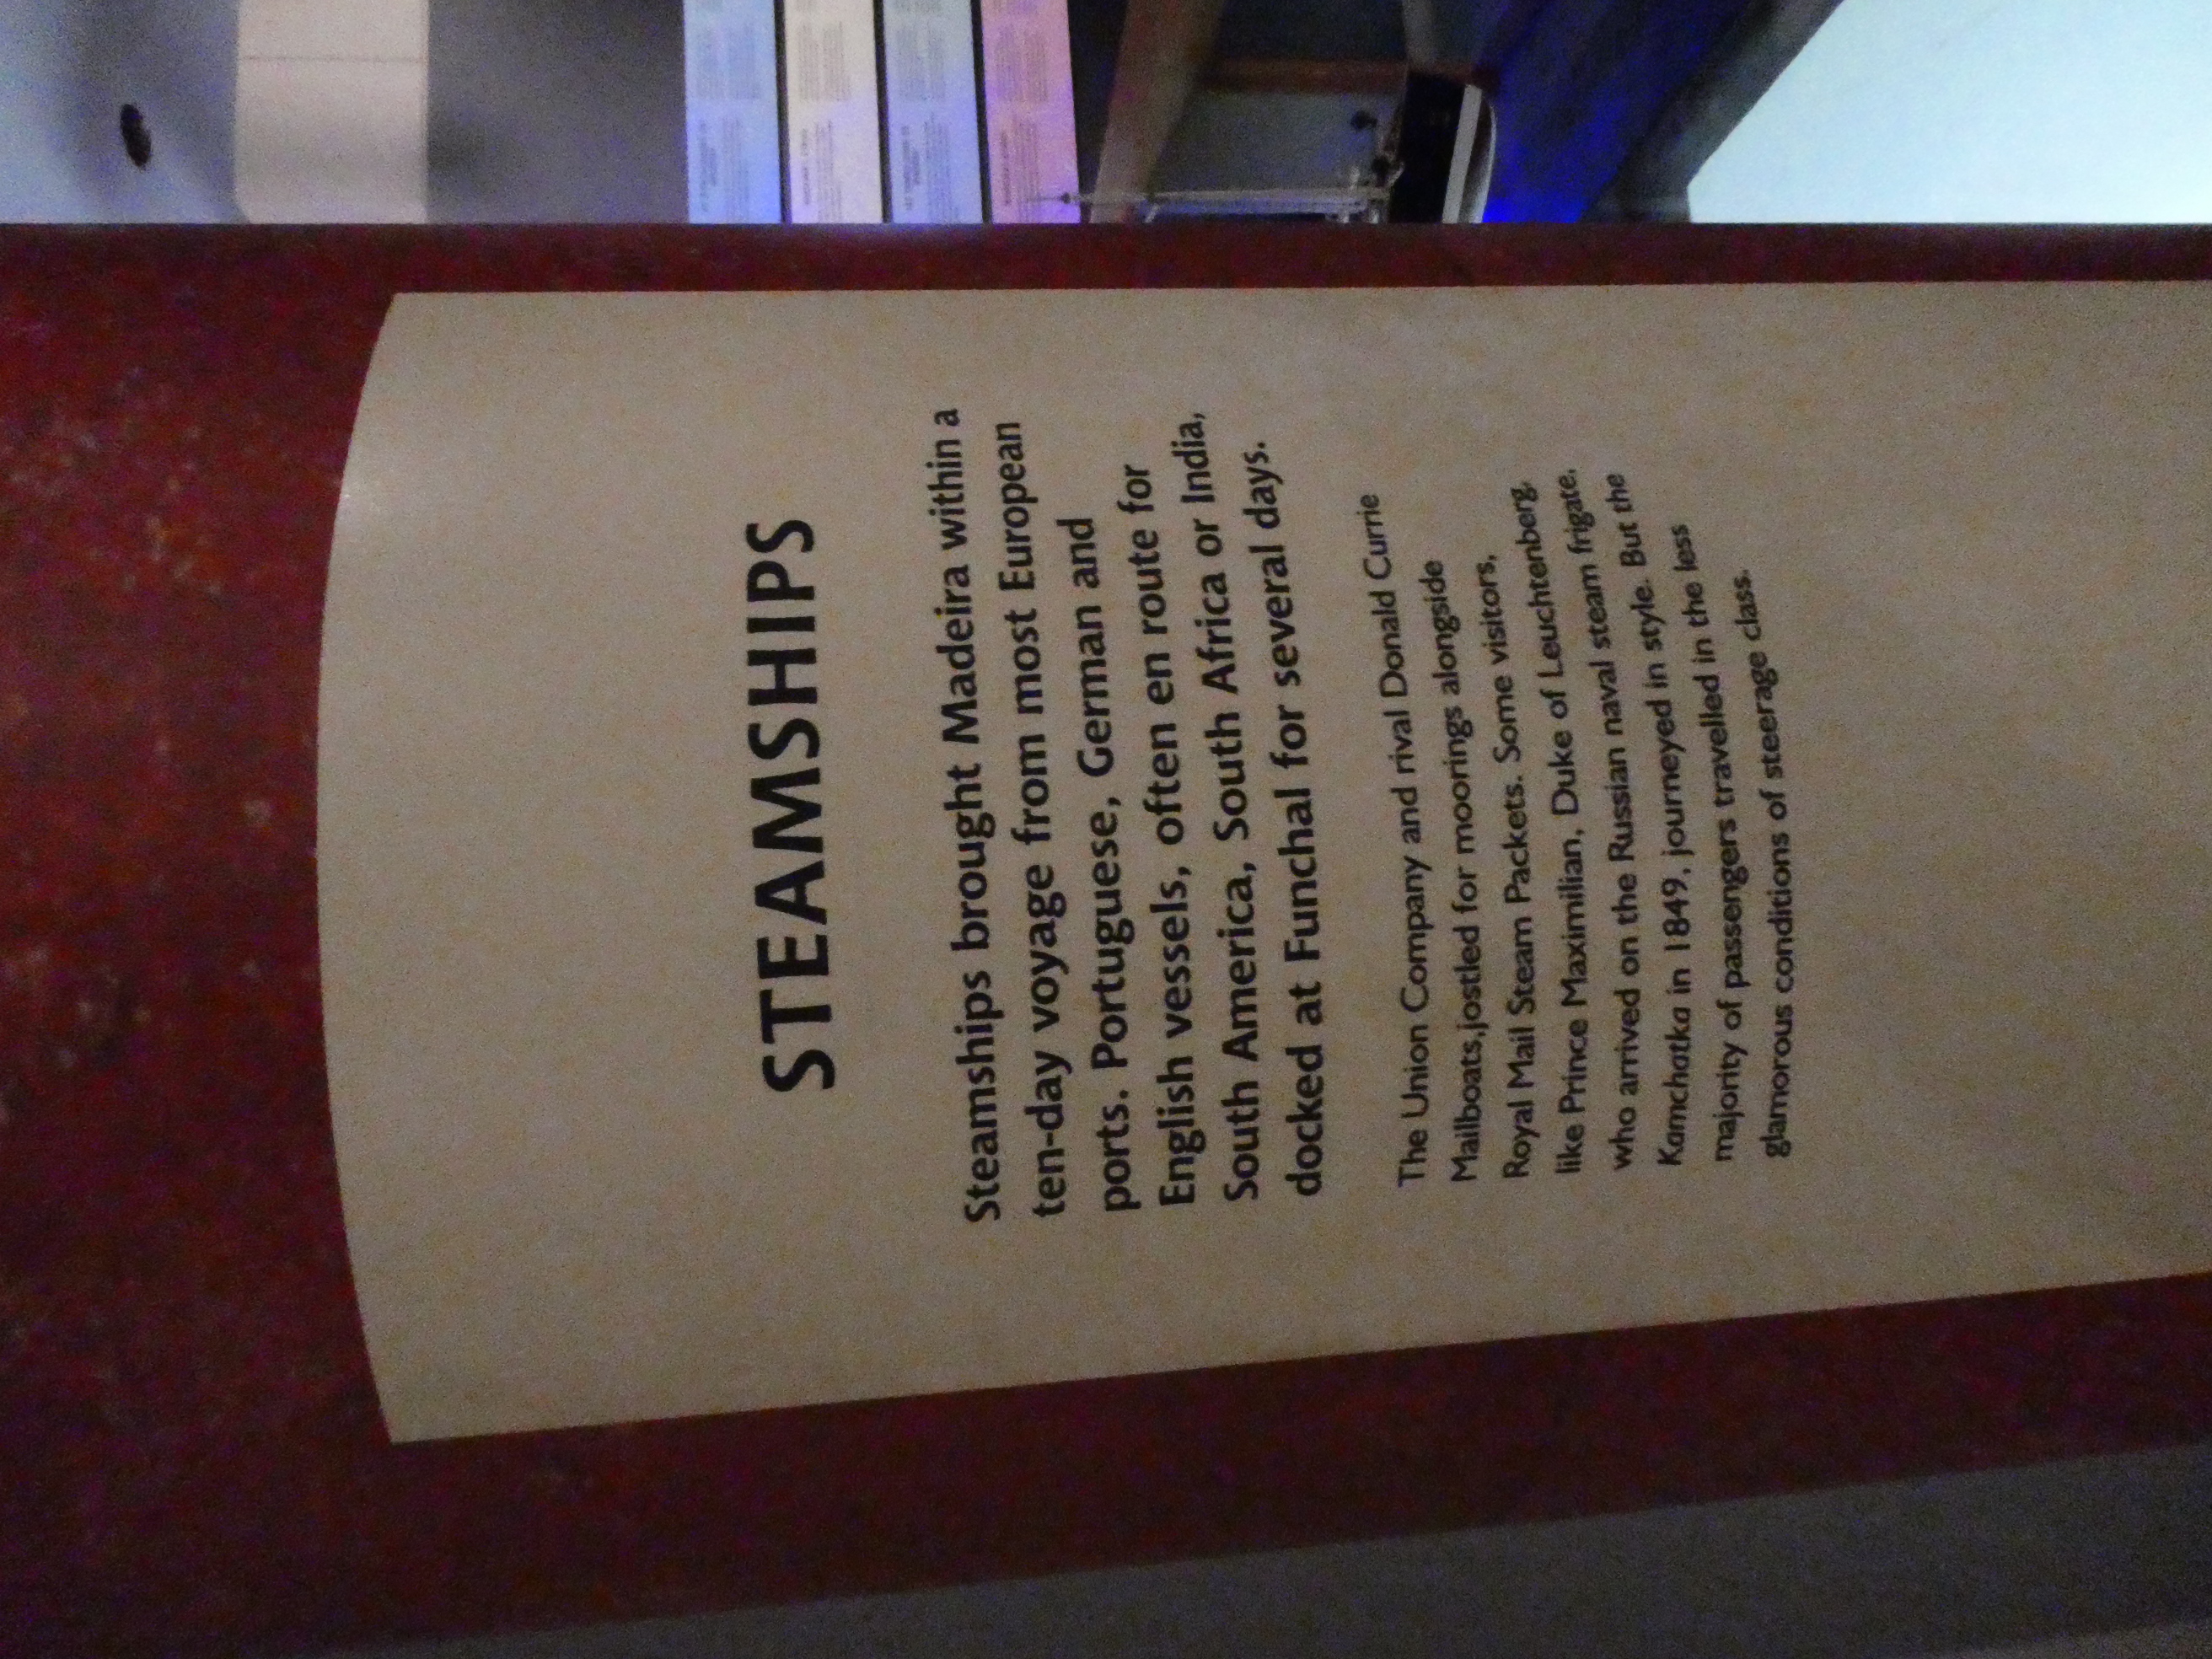 STEAMSHIPS
Steamships brought Madeira within a
ten-day voyage from most European
ports. Portuguese, German and
English vessels, often en route for
South America, South Africa or India,
docked at Funchal for several days.
The Union Company and rival Donald Currie
Mailboats,jostled for moorings alongside
Royal Mail Steam Packets. Some visitors,
like Prince Maximilian, Duke of Leuchtenberg,
who arrived on the Russian naval steam frigate,
Kamchatka in 1849, journeyed in style. But the
majority of passengers travelled in the less
glamorous conditions of steerage class.